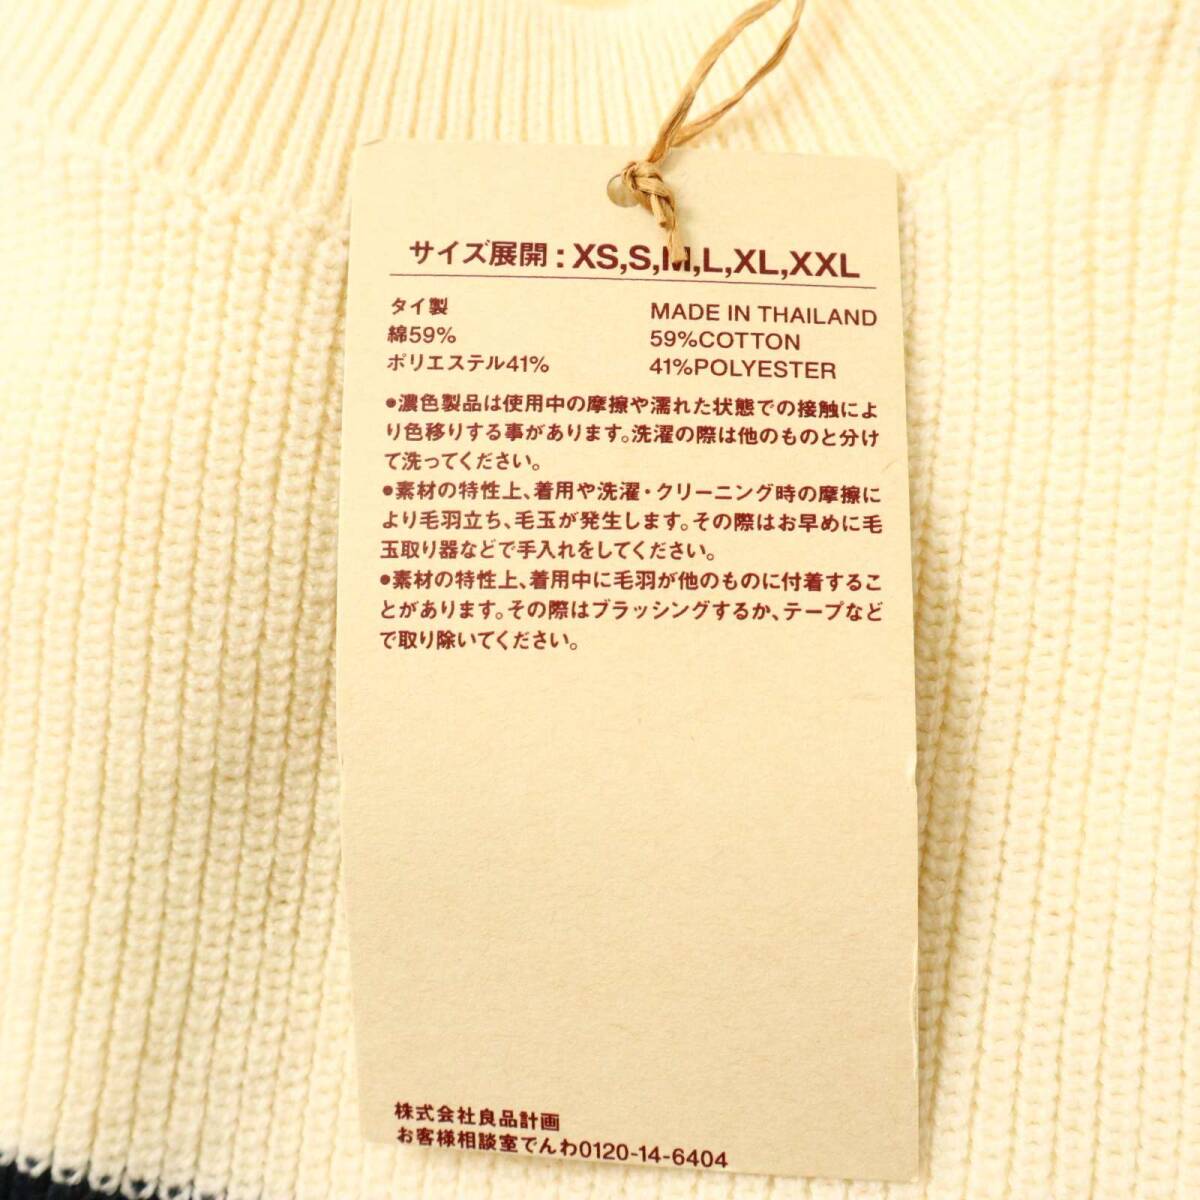 サイズ展開：XS,S,M,L,XL,XXL
タイ製
綿59%
ポリエステル41%
MADE IN THAILAND
59%COTTON
41%POLYESTER
●濃色製品は使用中の摩擦や濡れた状態での接触によ
り色移りする事があります。洗濯の際は他のものと分け
て洗ってください。
●素材の特性上、着用や洗濯・クリーニング時の摩擦に
より毛羽立ち、毛玉が発生します。その際はお早めに毛
玉取り器などで手入れをしてください。
●素材の特性上、着用中に毛羽が他のものに付着するこ
とがあります。その際はブラッシングするか、テープなど
で取り除いてください。
株式会社良品計画
お客様相談室でんわ0120-14-6404